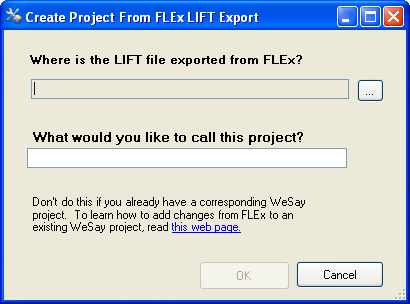 Create Project From FLEx LIFT Export
Where is the LIFT file exported from FLEx?
...
What would you like to call this project?
Don't do this if you already have a corresponding WeSay
project.  To learn how to add changes from FLEx to an
existing WeSay project, read this web page.
OK
Cancel